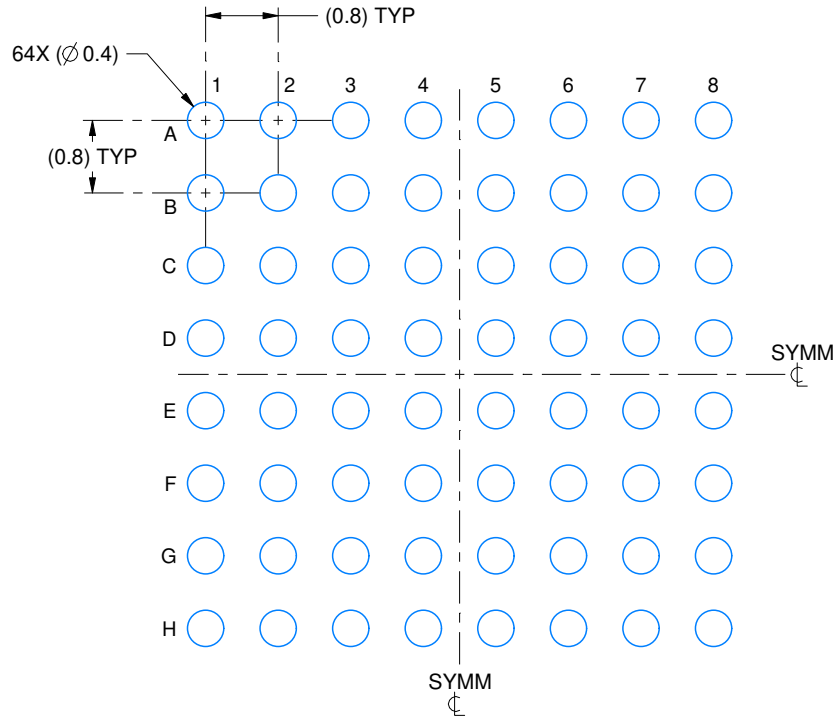 (0.8) TYP
64X (∅ 0.4)
1 2 3 4 5 6 7 8
A
(0.8) TYP
B
C
D
SYMM
℄
E
F
G
H
SYMM
℄